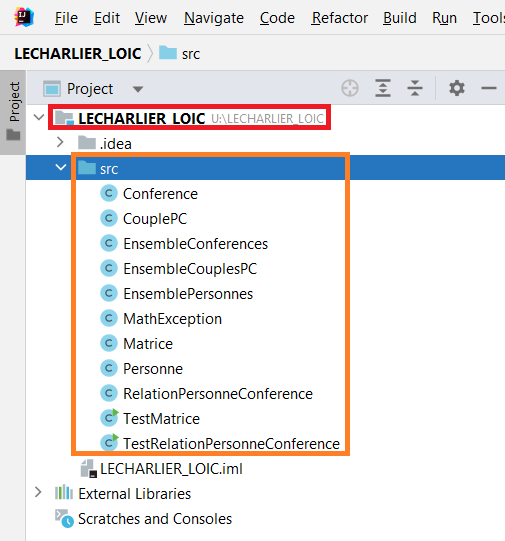 File Edit View Navigate Code Refactor Build Run Tools
LECHARLIER_LOIC src
Project
Project
LECHARLIER_LOIC U:\LECHARLIER_LOIC
.idea
src
Conference
CouplePC
EnsembleConferences
EnsembleCouplesPC
EnsemblePersonnes
MathException
Matrice
Personne
RelationPersonneConference
TestMatrice
TestRelationPersonneConference
LECHARLIER_LOIC.iml
External Libraries
Scratches and Consoles